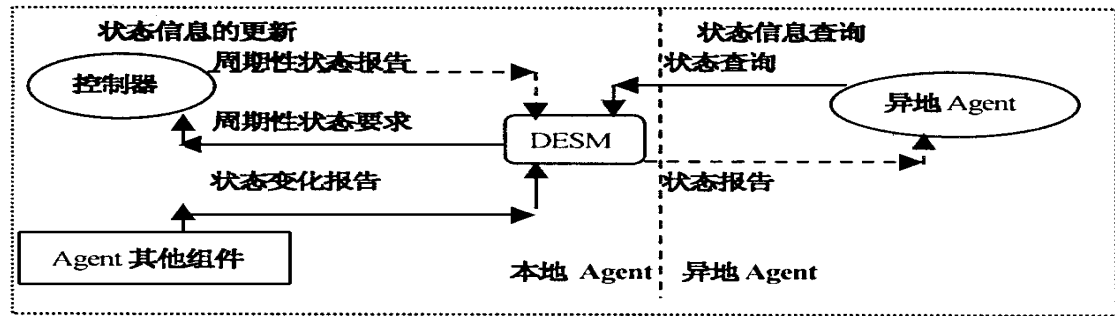 状态信息的更新
状态信息查询
周期性状态报告
状态查询
控制器
异地 Agent
周期性状态要求
DESM
状态变化报告
状态报告
Agent 其他组件
本地 Agent
异地 Agent